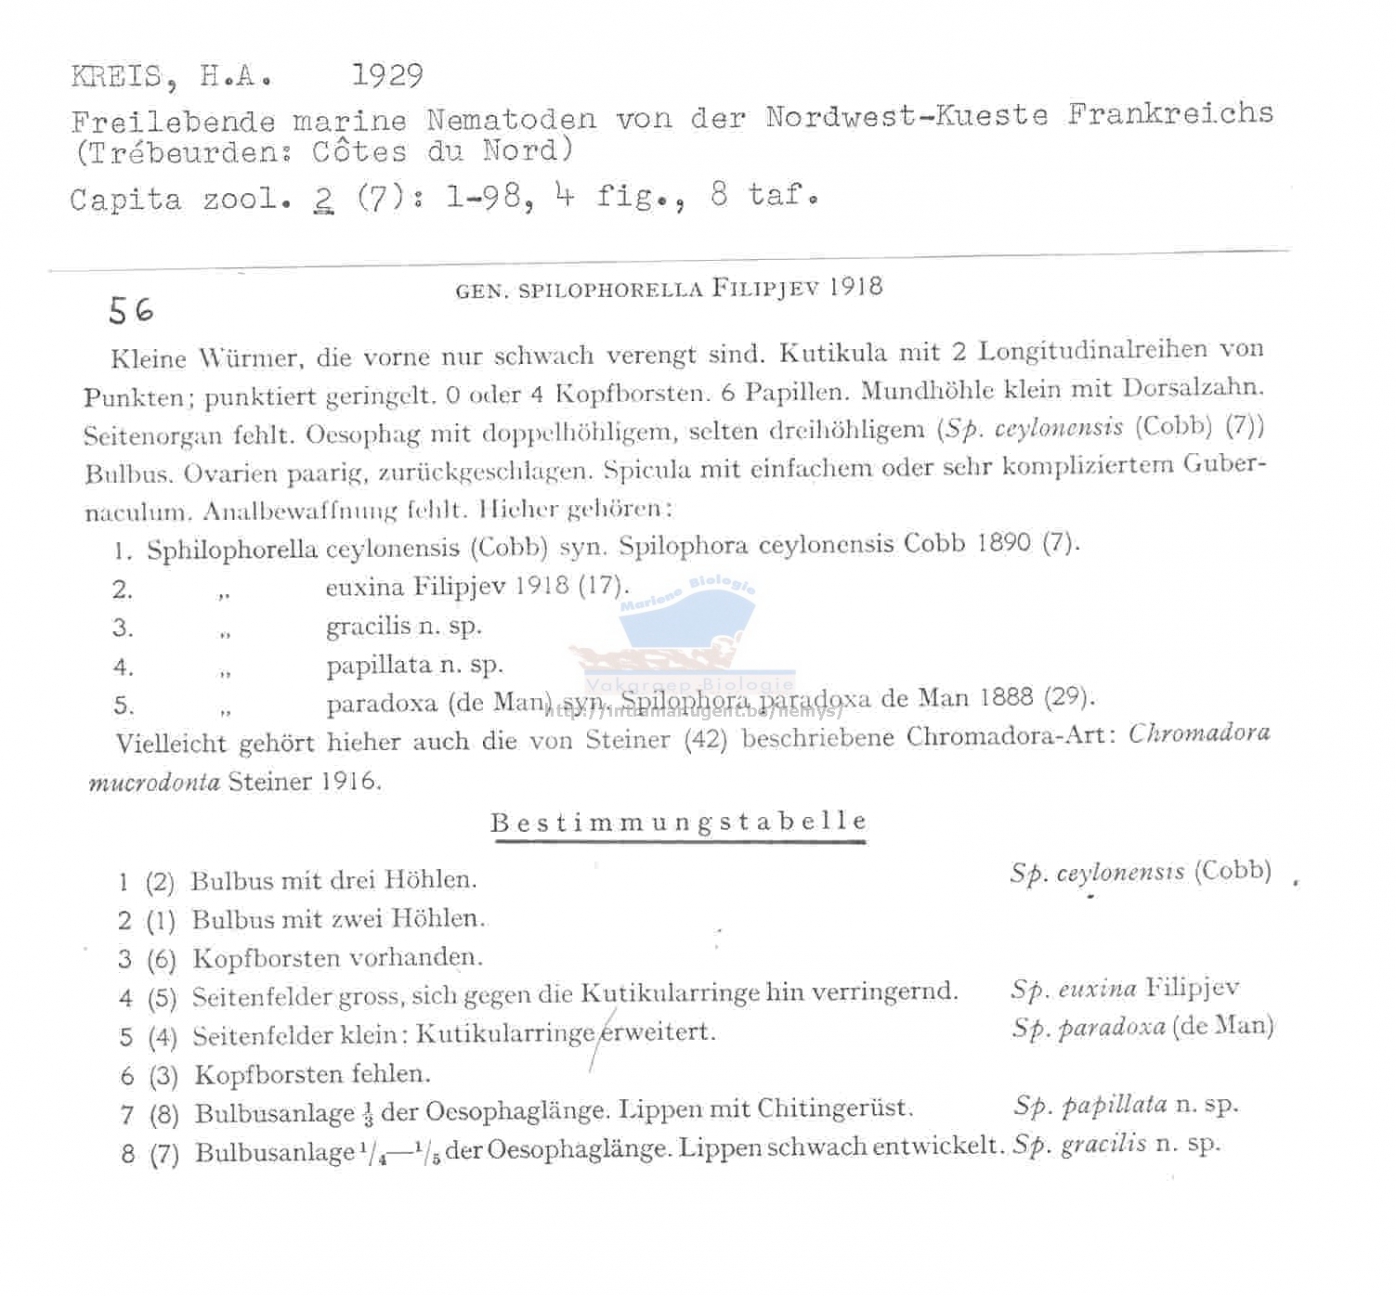 KREIS, H.A. 1929
Freilebende marine Nematoden von der Nordwest-Kueste Frankreichs
(Trébeurden: Côtes du Nord)
Capita zool. 2 (7): 1-98, 4 fig., 8 taf.
56
GEN. SPILOPHORELLA FILIPJEV 1918
Kleine Würmer, die vorne nur schwach verengt sind. Kutikula mit 2 Longitudinalreihen von
Punkten; punktiert geringelt. 0 oder 4 Kopfborsten. 6 Papillen. Mundhöhle klein mit Dorsalzahn.
Seitenorgan fehlt. Oesophag mit doppelhöhligem, selten dreihöhligem (Sp. ceylonensis (Cobb) (7))
Bulbus. Ovarien paarig, zurückgeschlagen. Spicula mit einfachem oder sehr kompliziertem Guber-
naculum. Analbewaffnung fehlt. Hieher gehören:
1. Sphilophorella ceylonensis (Cobb) syn. Spilophora ceylonensis Cobb 1890 (7).
2. „ euxina Filipjev 1918 (17).
3. „ gracilis n. sp.
4. „ papillata n. sp.
5. „ paradoxa (de Man) syn. Spilophora paradoxa de Man 1888 (29).
Vielleicht gehört hieher auch die von Steiner (42) beschriebene Chromadora-Art: Chromadora
mucrodonta Steiner 1916.
Bestimmungstabelle
1 (2) Bulbus mit drei Höhlen. Sp. ceylonensis (Cobb)
2 (1) Bulbus mit zwei Höhlen.
3 (6) Kopfborsten vorhanden.
4 (5) Seitenfelder gross, sich gegen die Kutikularringe hin verringernd. Sp. euxina Filipjev
5 (4) Seitenfelder klein: Kutikularringe erweitert. Sp. paradoxa (de Man)
6 (3) Kopfborsten fehlen.
7 (8) Bulbusanlage ⅓ der Oesophaglänge. Lippen mit Chitingerüst. Sp. papillata n. sp.
8 (7) Bulbusanlage 1/4—1/5 der Oesophaglänge. Lippen schwach entwickelt. Sp. gracilis n. sp.
Mariene Biologie
Vakgroep Biologie
http://intramar.ugent.be/nemys/